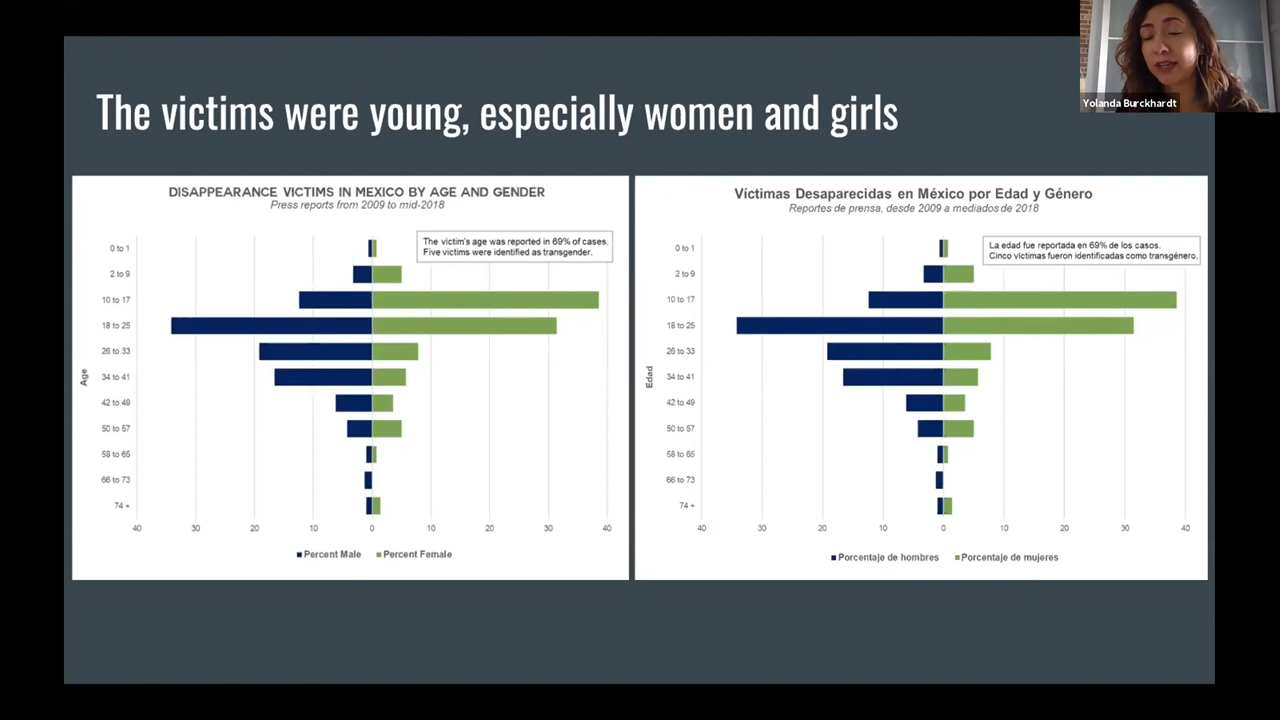 Yolanda Burckhardt
The victims were young, especially women and girls
DISAPPEARANCE VICTIMS IN MEXICO BY AGE AND GENDER
Press reports from 2009 to mid-2018
The victim's age was reported in 69% of cases.
Five victims were identified as transgender.
Age
0 to 1
2 to 9
10 to 17
18 to 25
26 to 33
34 to 41
42 to 49
50 to 57
58 to 65
66 to 73
74 +
40 30 20 10 0 10 20 30 40
Percent Male Percent Female
Víctimas Desaparecidas en México por Edad y Género
Reportes de prensa, desde 2009 a mediados de 2018
La edad fue reportada en 69% de los casos.
Cinco víctimas fueron identificadas como transgénero.
Edad
0 to 1
2 to 9
10 to 17
18 to 25
26 to 33
34 to 41
42 to 49
50 to 57
58 to 65
66 to 73
74 +
40 30 20 10 0 10 20 30 40
Porcentaje de hombres Porcentaje de mujeres